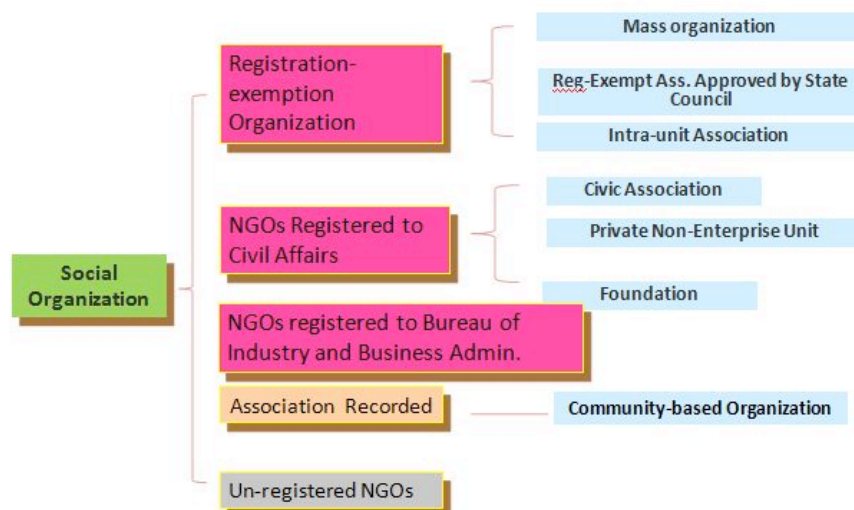 Social
Organization
Registration-
exemption
Organization
Mass organization
Reg-Exempt Ass. Approved by State
Council
Intra-unit Association
NGOs Registered to
Civil Affairs
Civic Association
Private Non-Enterprise Unit
Foundation
NGOs registered to Bureau of
Industry and Business Admin.
Association Recorded
Community-based Organization
Un-registered NGOs